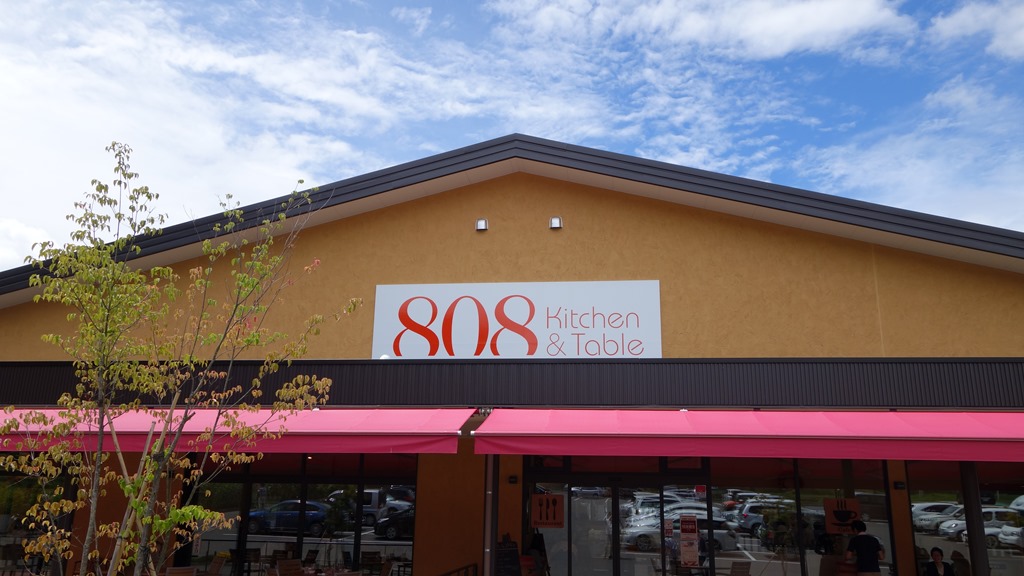 808
Kitchen
& Table